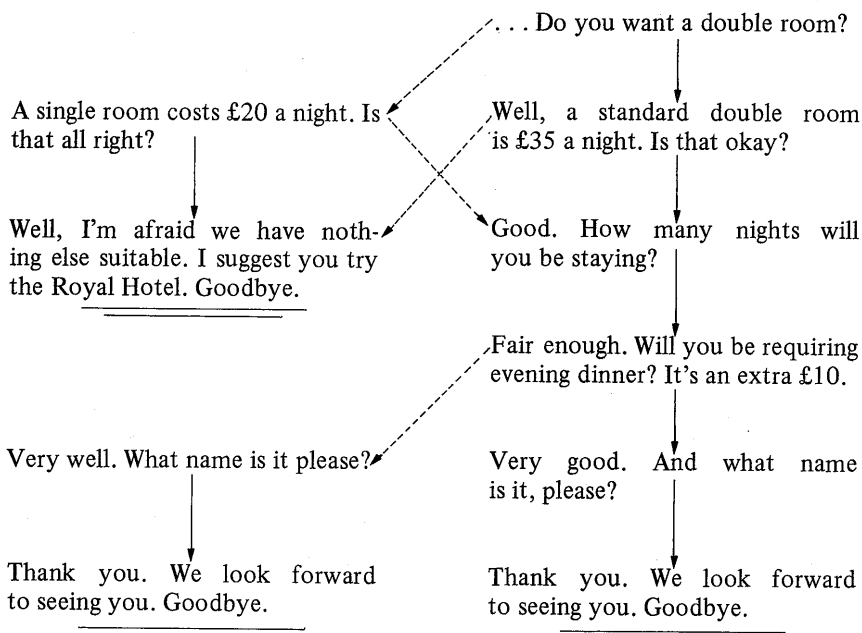 . . . Do you want a double room?
A single room costs £20 a night. Is
that all right?
Well, a standard double room
is £35 a night. Is that okay?
Well, I'm afraid we have noth-
ing else suitable. I suggest you try
the Royal Hotel. Goodbye.
Good. How many nights will
you be staying?
Fair enough. Will you be requiring
evening dinner? It's an extra £10.
Very well. What name is it please?
Very good. And what name
is it, please?
Thank you. We look forward
to seeing you. Goodbye.
Thank you. We look forward
to seeing you. Goodbye.